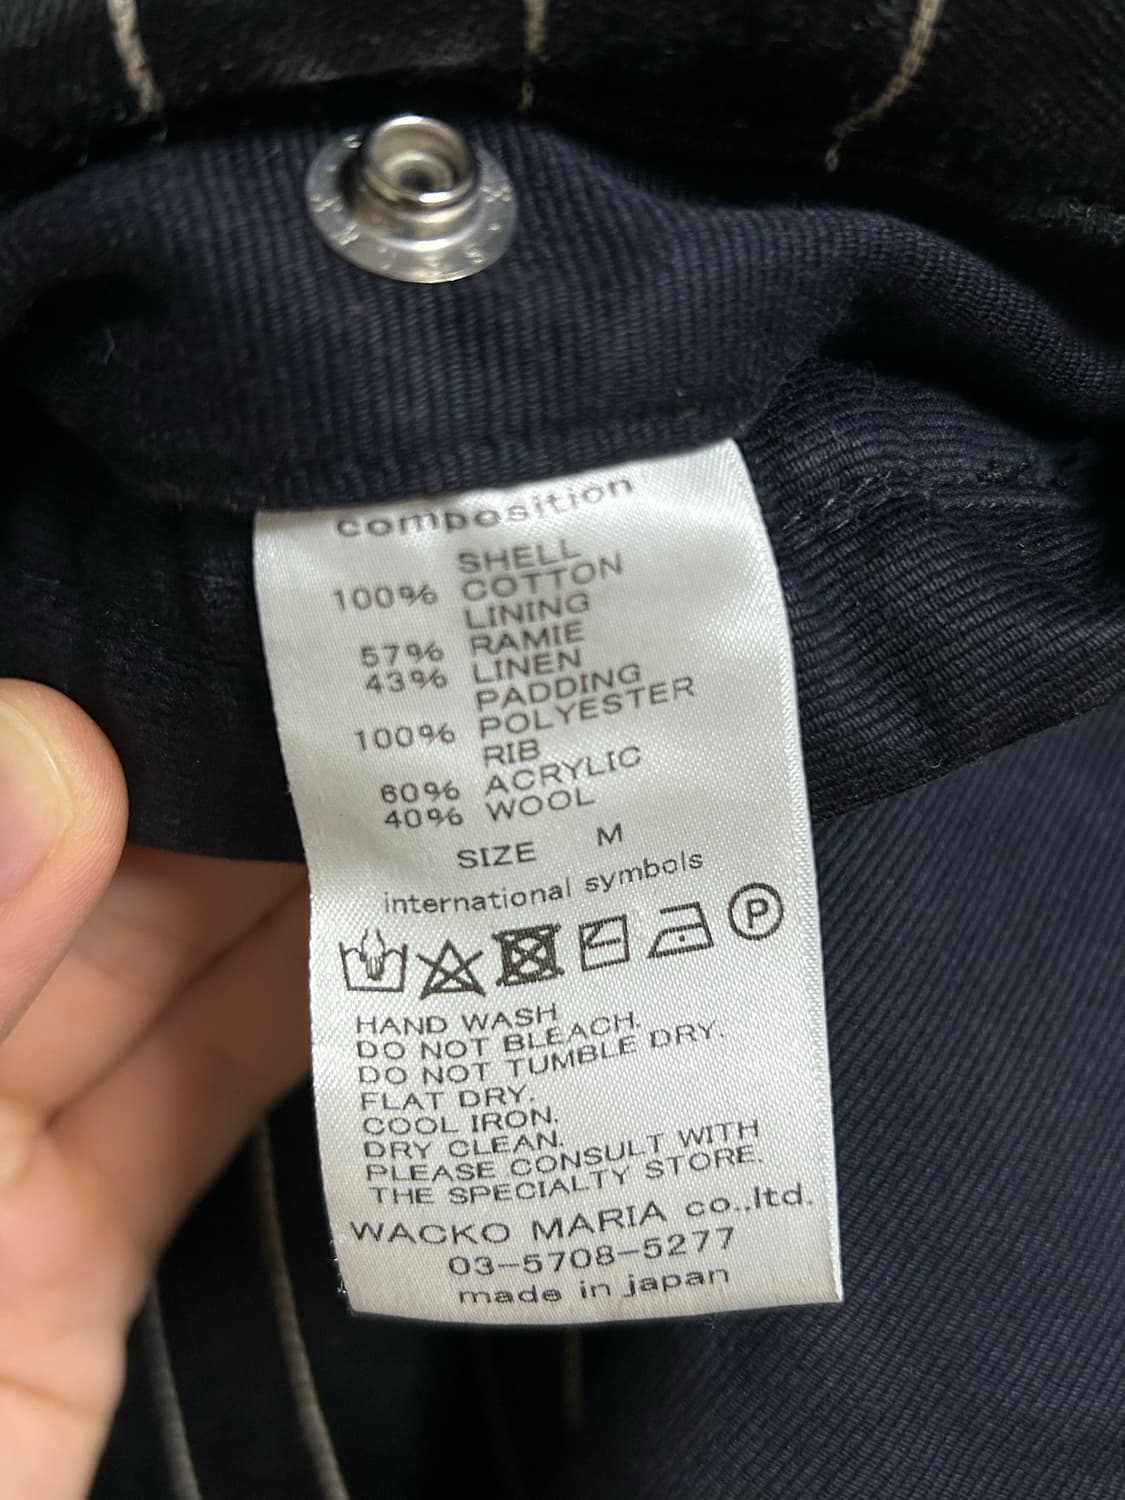 composition
SHELL
100% COTTON
LINING
57% RAMIE
43% LINEN
PADDING
100% POLYESTER
RIB
60% ACRYLIC
40% WOOL
SIZE M
international symbols
P
HAND WASH
DO NOT BLEACH.
DO NOT TUMBLE DRY.
FLAT DRY.
COOL IRON.
DRY CLEAN.
PLEASE CONSULT WITH
THE SPECIALTY STORE.
WACKO MARIA co.,ltd.
03-5708-5277
made in japan